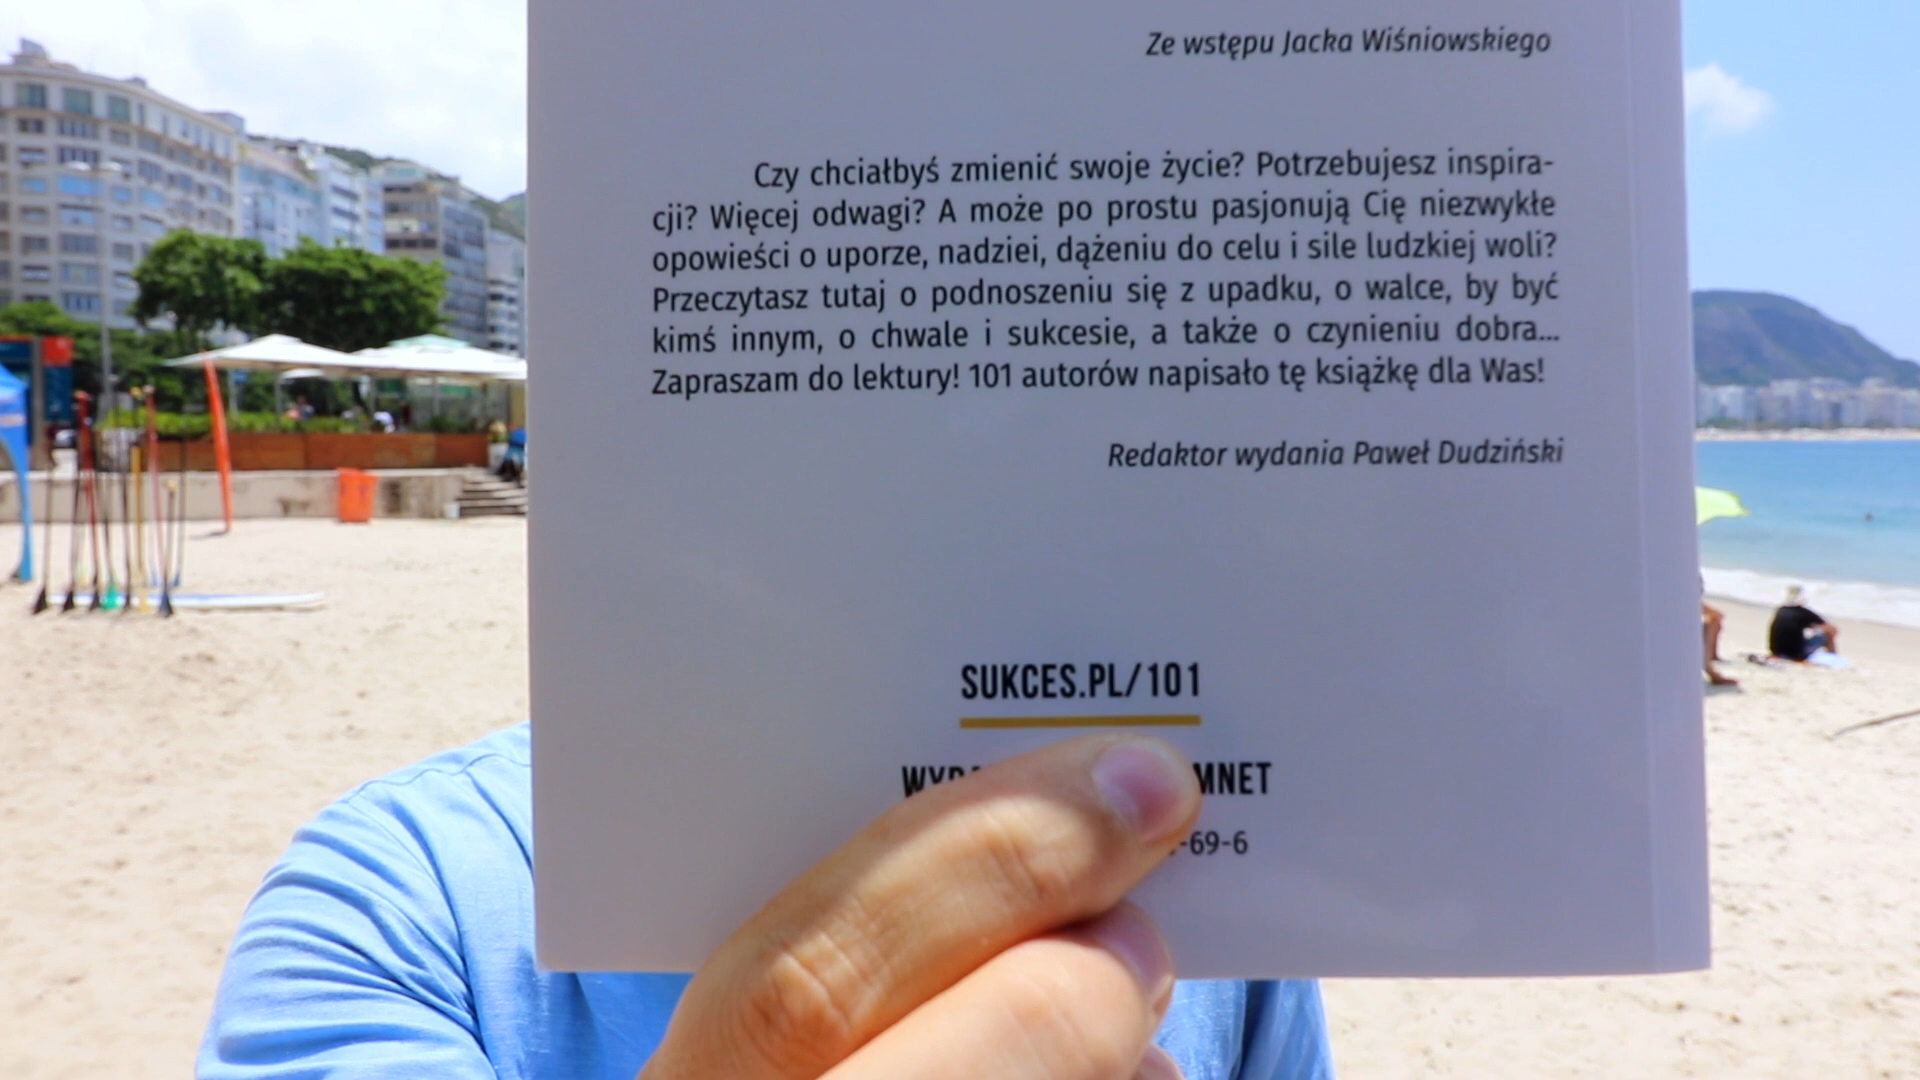 Ze wstępu Jacka Wiśniowskiego
Czy chciałbyś zmienić swoje życie? Potrzebujesz inspira-
cji? Więcej odwagi? A może po prostu pasjonują Cię niezwykłe
opowieści o uporze, nadziei, dążeniu do celu i sile ludzkiej woli?
Przeczytasz tutaj o podnoszeniu się z upadku, o walce, by być
kimś innym, o chwale i sukcesie, a także o czynieniu dobra...
Zapraszam do lektury! 101 autorów napisało tę książkę dla Was!
Redaktor wydania Paweł Dudziński
SUKCES.PL/101
MNET
-69-6